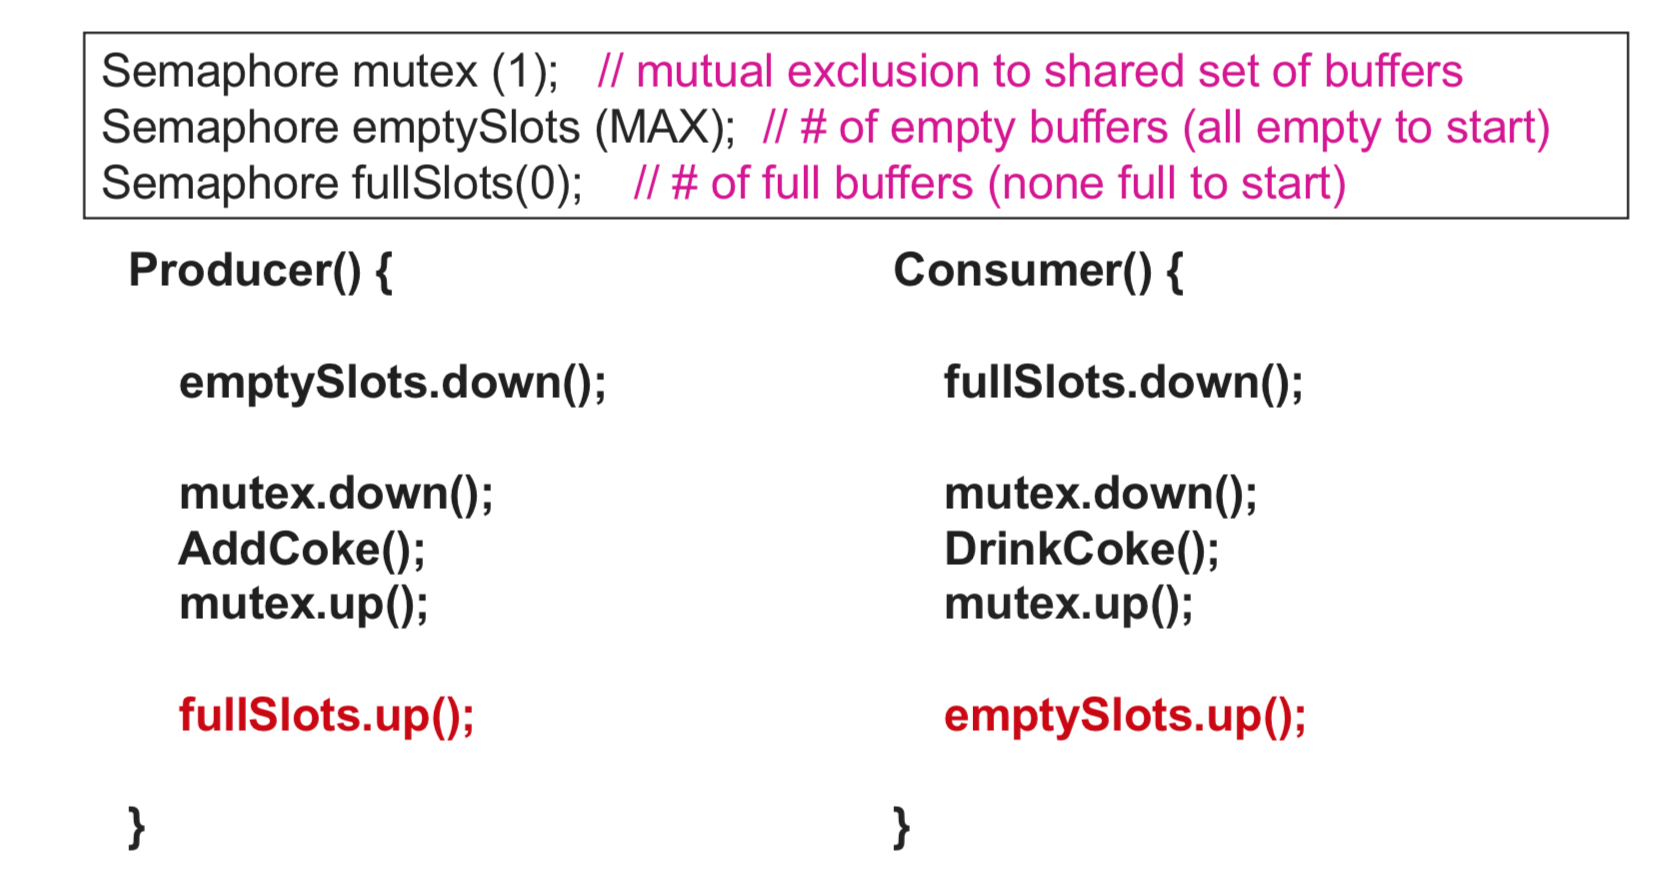 Semaphore mutex (1);   // mutual exclusion to shared set of buffers
Semaphore emptySlots (MAX);  // # of empty buffers (all empty to start)
Semaphore fullSlots(0);    // # of full buffers (none full to start)
Producer() {
emptySlots.down();
mutex.down();
AddCoke();
mutex.up();
fullSlots.up();
}
Consumer() {
fullSlots.down();
mutex.down();
DrinkCoke();
mutex.up();
emptySlots.up();
}